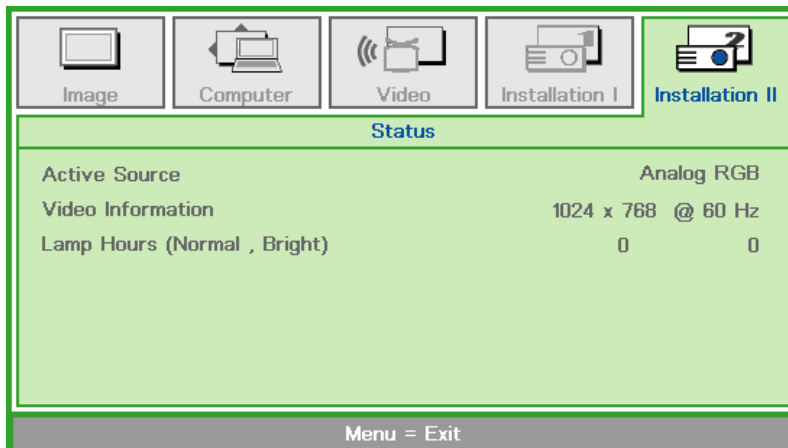 Image Computer Video Installation I Installation II
Status
Active Source Analog RGB
Video Information 1024 x 768 @ 60 Hz
Lamp Hours (Normal , Bright) 0 0
Menu = Exit